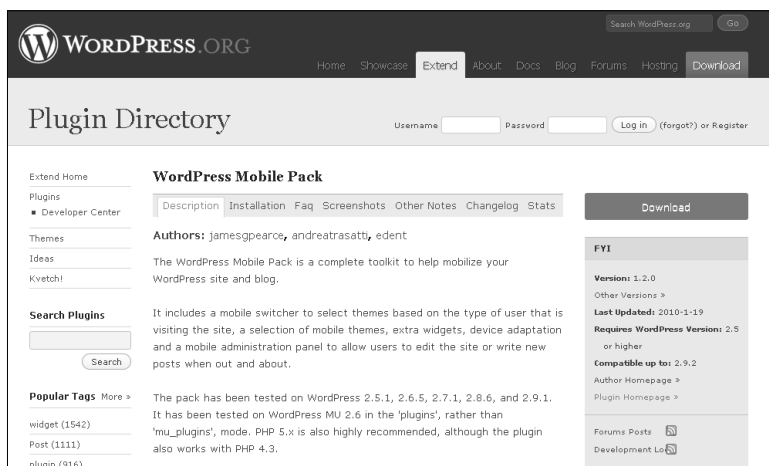 WORDPRESS.ORG
Search WordPress.org
Go
Home Showcase Extend About Docs Blog Forums Hosting Download
Plugin Directory
Username Password Log in (forgot?) or Register
Extend Home
Plugins
Developer Center
Themes
Ideas
Kvetch!
Search Plugins
Search
Popular Tags More »
widget (1542)
Post (1111)
plugin (916)
WordPress Mobile Pack
Description Installation Faq Screenshots Other Notes Changelog Stats
Authors: jamesgpearce, andreatrasatti, edent
The WordPress Mobile Pack is a complete toolkit to help mobilize your
WordPress site and blog.
It includes a mobile switcher to select themes based on the type of user that is
visiting the site, a selection of mobile themes, extra widgets, device adaptation
and a mobile administration panel to allow users to edit the site or write new
posts when out and about.
The pack has been tested on WordPress 2.5.1, 2.6.5, 2.7.1, 2.8.6, and 2.9.1.
It has been tested on WordPress MU 2.6 in the 'plugins', rather than
'mu_plugins', mode. PHP 5.x is also highly recommended, although the plugin
also works with PHP 4.3.
Download
FYI
Version: 1.2.0
Other Versions »
Last Updated: 2010-1-19
Requires WordPress Version: 2.5
or higher
Compatible up to: 2.9.2
Author Homepage »
Plugin Homepage »
Forums Posts
Development Log